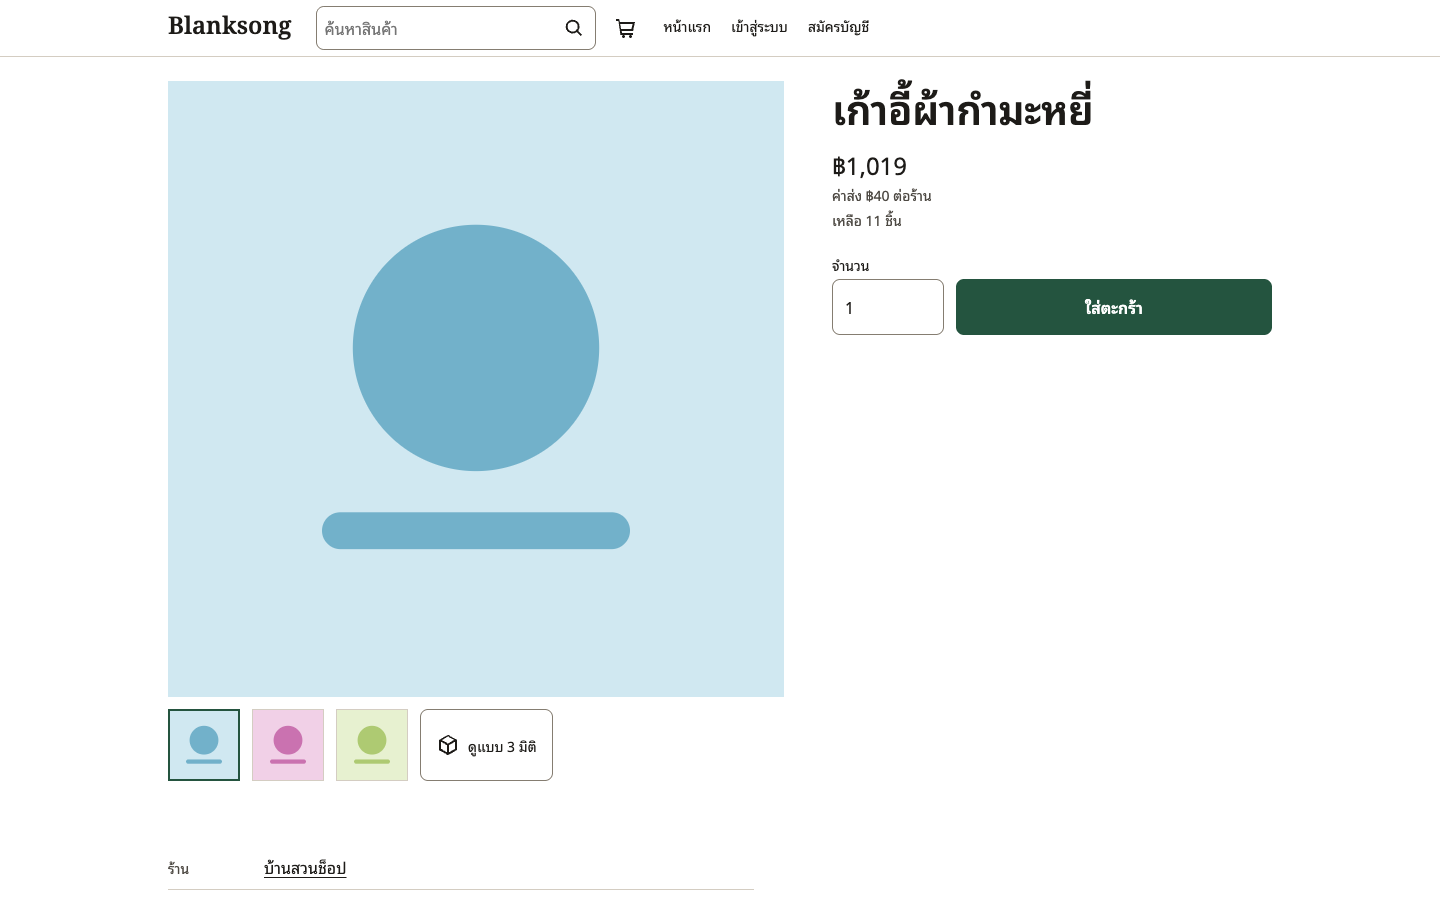 Blanksong
ค้นหาสินค้า
หน้าแรก
เข้าสู่ระบบ
สมัครบัญชี
เก้าอี้ผ้ากำมะหยี่
฿1,019
ค่าส่ง ฿40 ต่อร้าน
เหลือ 11 ชิ้น
จำนวน
1
ใส่ตะกร้า
ดูแบบ 3 มิติ
ร้าน
บ้านสวนช็อป